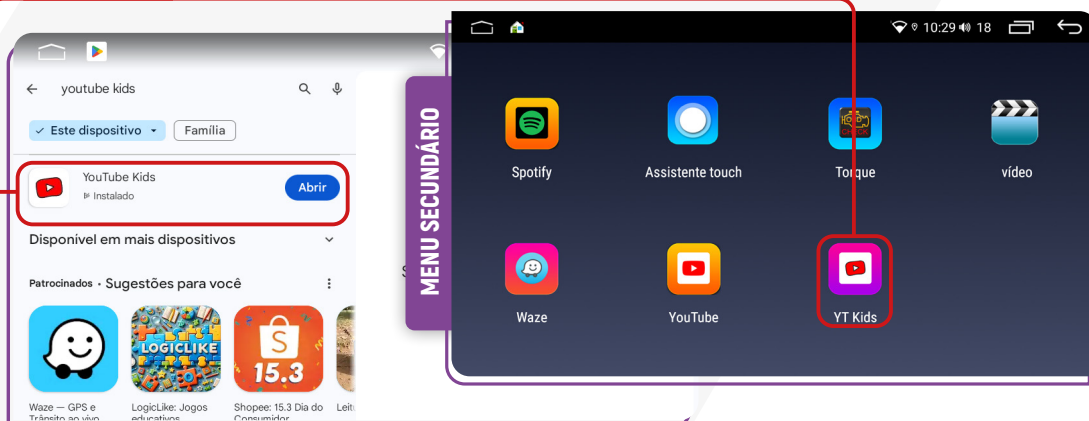 youtube kids
Este dispositivo
Família
YouTube Kids
Instalado
Abrir
Disponível em mais dispositivos
Patrocinados • Sugestões para você
LOGICLIKE
S
15.3
Waze — GPS e
Trânsito ao vivo
LogicLike: Jogos
educativos
Shopee: 15.3 Dia do
Consumidor
MENU SECUNDÁRIO
10:29 18
Spotify
Assistente touch
CHECK
Torque
vídeo
Waze
YouTube
YT Kids